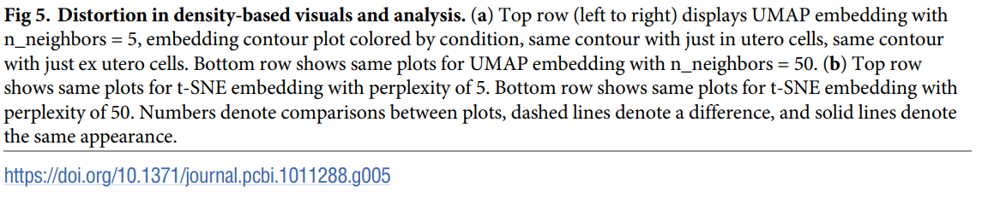 Fig 5. Distortion in density-based visuals and analysis. (a) Top row (left to right) displays UMAP embedding with
n_neighbors = 5, embedding contour plot colored by condition, same contour with just in utero cells, same contour
with just ex utero cells. Bottom row shows same plots for UMAP embedding with n_neighbors = 50. (b) Top row
shows same plots for t-SNE embedding with perplexity of 5. Bottom row shows same plots for t-SNE embedding with
perplexity of 50. Numbers denote comparisons between plots, dashed lines denote a difference, and solid lines denote
the same appearance.
https://doi.org/10.1371/journal.pcbi.1011288.g005